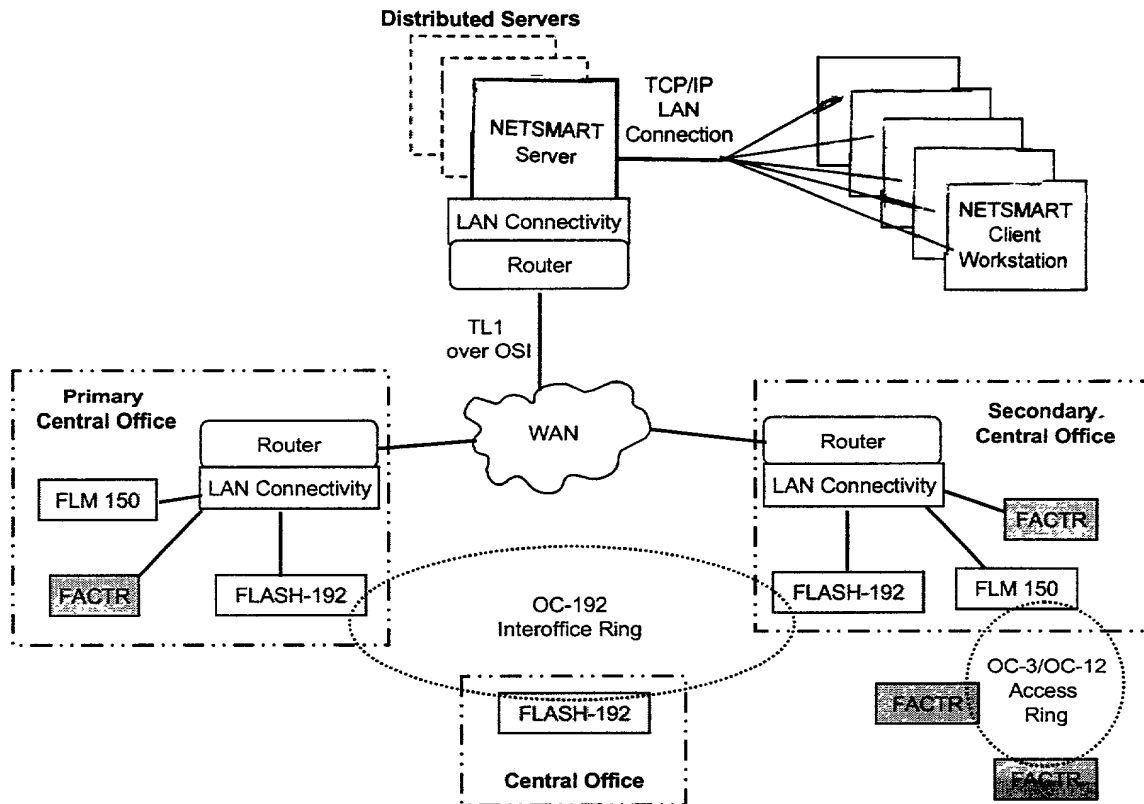 Distributed Servers
NETSMART
Server
TCP/IP
LAN
Connection
NETSMART
Client
Workstation
LAN Connectivity
Router
TL1
over OSI
WAN
Primary
Central Office
Router
LAN Connectivity
FLM 150
FACTR
FLASH-192
Secondary
Central Office
Router
LAN Connectivity
FACTR
FLASH-192
FLM 150
OC-192
Interoffice Ring
FLASH-192
Central Office
OC-3/OC-12
Access
Ring
FACTR
FACTR